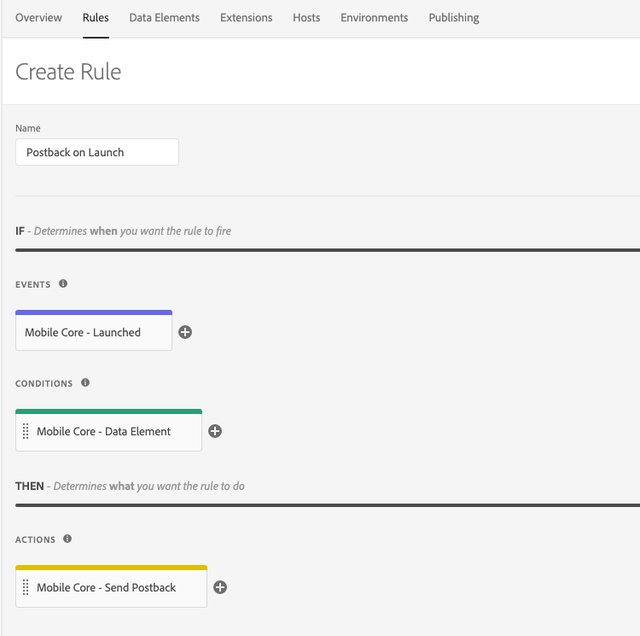 Overview Rules Data Elements Extensions Hosts Environments Publishing
Create Rule
Name
Postback on Launch
IF - Determines when you want the rule to fire
EVENTS
Mobile Core - Launched
CONDITIONS
Mobile Core - Data Element
THEN - Determines what you want the rule to do
ACTIONS
Mobile Core - Send Postback